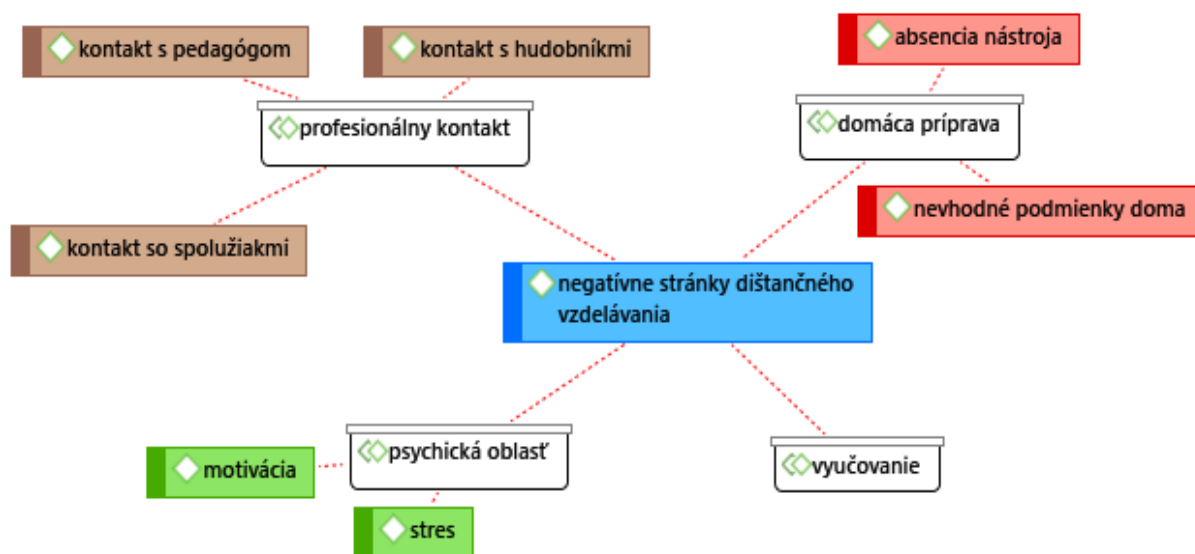 kontakt s pedagógom
kontakt s hudobníkmi
absencia nástroja
profesionálny kontakt
domáca príprava
nevhodné podmienky doma
kontakt so spolužiakmi
negatívne stránky dištančného
vzdelávania
psychická oblasť
motivácia
vyučovanie
stres